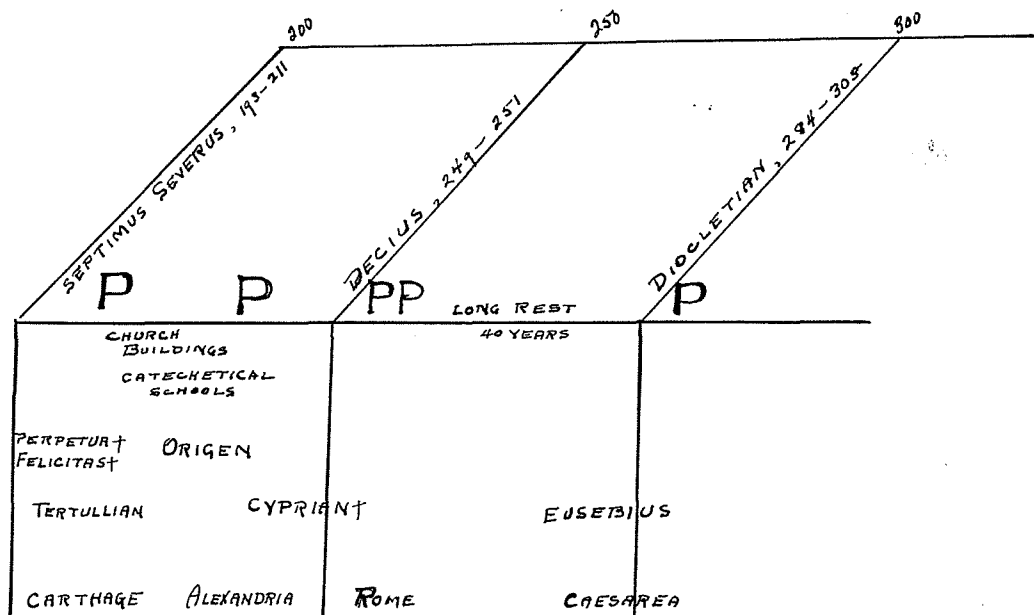 200
250
300
SEPTIMUS SEVERUS, 193-211
DECIUS, 249-251
DIOCLETIAN, 284-305
P P PP LONG REST P
40 YEARS
CHURCH
BUILDINGS
CATECHETICAL
SCHOOLS
PERPETUA†
FELICITAS†
ORIGEN
TERTULLIAN CYPRIAN† EUSEBIUS
CARTHAGE ALEXANDRIA ROME CAESAREA